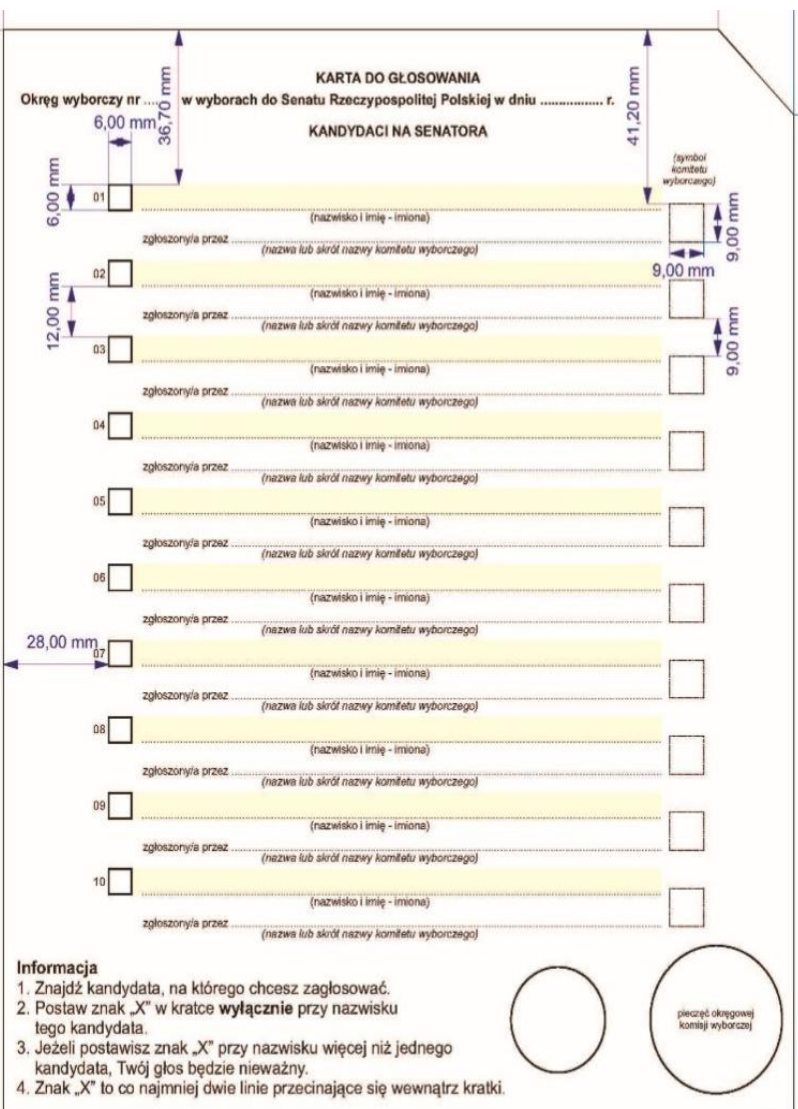 KARTA DO GŁOSOWANIA
Okręg wyborczy nr ..... w wyborach do Senatu Rzeczypospolitej Polskiej w dniu ................ r.
36,70 mm
41,20 mm
6,00 mm
KANDYDACI NA SENATORA
(symbol
komitetu
wyborczego)
6,00 mm
01
(nazwisko i imię - imiona)
zgłoszony/a przez
(nazwa lub skrót nazwy komitetu wyborczego)
9,00 mm
9,00 mm
02
(nazwisko i imię - imiona)
zgłoszony/a przez
(nazwa lub skrót nazwy komitetu wyborczego)
12,00 mm
9,00 mm
03
(nazwisko i imię - imiona)
zgłoszony/a przez
(nazwa lub skrót nazwy komitetu wyborczego)
04
(nazwisko i imię - imiona)
zgłoszony/a przez
(nazwa lub skrót nazwy komitetu wyborczego)
05
(nazwisko i imię - imiona)
zgłoszony/a przez
(nazwa lub skrót nazwy komitetu wyborczego)
06
(nazwisko i imię - imiona)
zgłoszony/a przez
(nazwa lub skrót nazwy komitetu wyborczego)
28,00 mm
07
(nazwisko i imię - imiona)
zgłoszony/a przez
(nazwa lub skrót nazwy komitetu wyborczego)
08
(nazwisko i imię - imiona)
zgłoszony/a przez
(nazwa lub skrót nazwy komitetu wyborczego)
09
(nazwisko i imię - imiona)
zgłoszony/a przez
(nazwa lub skrót nazwy komitetu wyborczego)
10
(nazwisko i imię - imiona)
zgłoszony/a przez
(nazwa lub skrót nazwy komitetu wyborczego)
Informacja
1. Znajdź kandydata, na którego chcesz zagłosować.
2. Postaw znak „X” w kratce wyłącznie przy nazwisku
tego kandydata.
3. Jeżeli postawisz znak „X” przy nazwisku więcej niż jednego
kandydata, Twój głos będzie nieważny.
4. Znak „X” to co najmniej dwie linie przecinające się wewnątrz kratki.
pieczęć okręgowej
komisji wyborczej